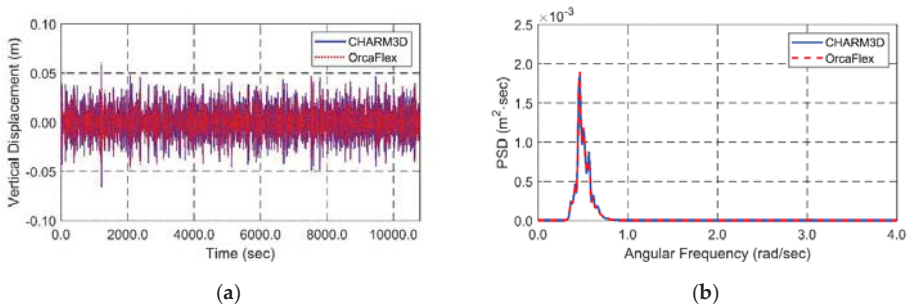 0.10
0.05
0.00
-0.05
-0.10
Vertical Displacement (m)
CHARM3D
OrcaFlex
0.0 2000.0 4000.0 6000.0 8000.0 10000.0
Time (sec)
(a)
×10⁻³
2.5
2.0
1.5
1.0
0.5
0.0
PSD (m²·sec)
CHARM3D
OrcaFlex
0.0 1.0 2.0 3.0 4.0
Angular Frequency (rad/sec)
(b)